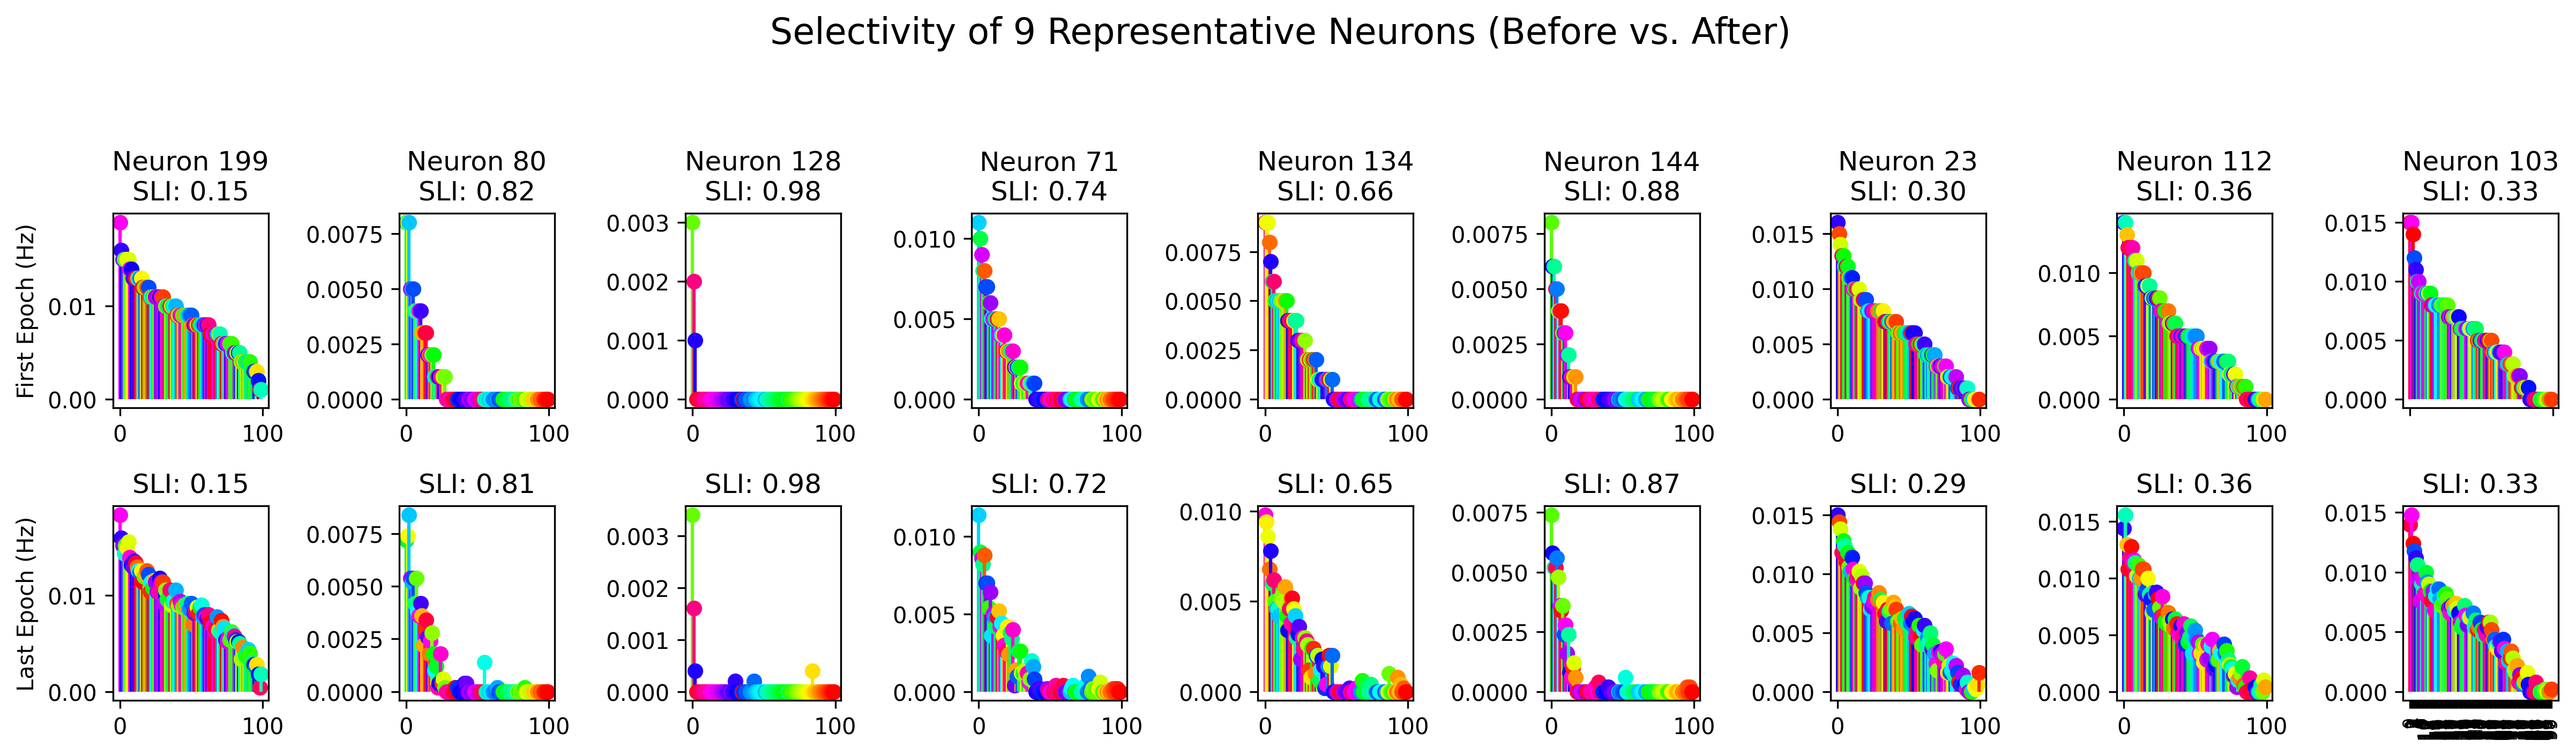 Selectivity of 9 Representative Neurons (Before vs. After)
Neuron 199
SLI: 0.15
Neuron 80
SLI: 0.82
Neuron 128
SLI: 0.98
Neuron 71
SLI: 0.74
Neuron 134
SLI: 0.66
Neuron 144
SLI: 0.88
Neuron 23
SLI: 0.30
Neuron 112
SLI: 0.36
Neuron 103
SLI: 0.33
First Epoch (Hz)
0.01
0.00
0 100
0.0075
0.0050
0.0025
0.0000
0 100
0.003
0.002
0.001
0.000
0 100
0.010
0.005
0.000
0 100
0.0075
0.0050
0.0025
0.0000
0 100
0.0075
0.0050
0.0025
0.0000
0 100
0.015
0.010
0.005
0.000
0 100
0.010
0.005
0.000
0 100
0.015
0.010
0.005
0.000
SLI: 0.15
SLI: 0.81
SLI: 0.98
SLI: 0.72
SLI: 0.65
SLI: 0.87
SLI: 0.29
SLI: 0.36
SLI: 0.33
Last Epoch (Hz)
0.01
0.00
0 100
0.0075
0.0050
0.0025
0.0000
0 100
0.003
0.002
0.001
0.000
0 100
0.010
0.005
0.000
0 100
0.010
0.005
0.000
0 100
0.0075
0.0050
0.0025
0.0000
0 100
0.015
0.010
0.005
0.000
0 100
0.015
0.010
0.005
0.000
0 100
0.015
0.010
0.005
0.000